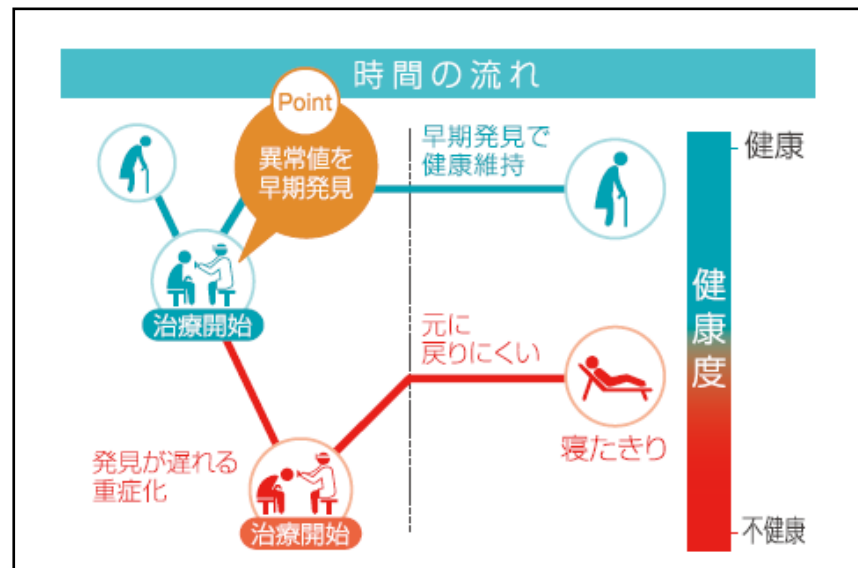 時間の流れ
Point
異常値を
早期発見
早期発見で
健康維持
健康
治療開始
健康度
元に
戻りにくい
寝たきり
発見が遅れる
重症化
治療開始
不健康